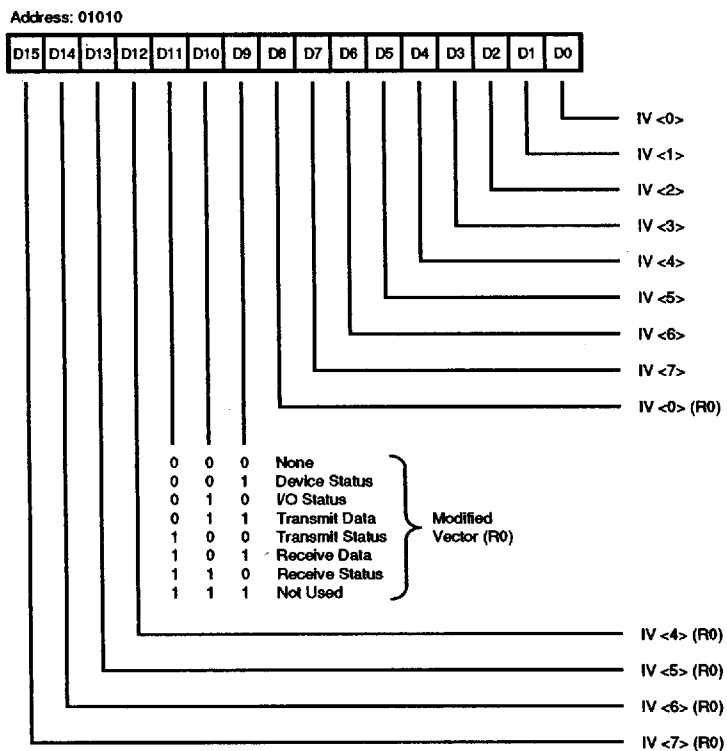 Address: 01010
D15 D14 D13 D12 D11 D10 D9 D8 D7 D6 D5 D4 D3 D2 D1 D0
IV <0>
IV <1>
IV <2>
IV <3>
IV <4>
IV <5>
IV <6>
IV <7>
IV <0> (R0)
0 0 0 None
0 0 1 Device Status
0 1 0 I/O Status
0 1 1 Transmit Data
1 0 0 Transmit Status
1 0 1 Receive Data
1 1 0 Receive Status
1 1 1 Not Used
Modified
Vector (R0)
IV <4> (R0)
IV <5> (R0)
IV <6> (R0)
IV <7> (R0)